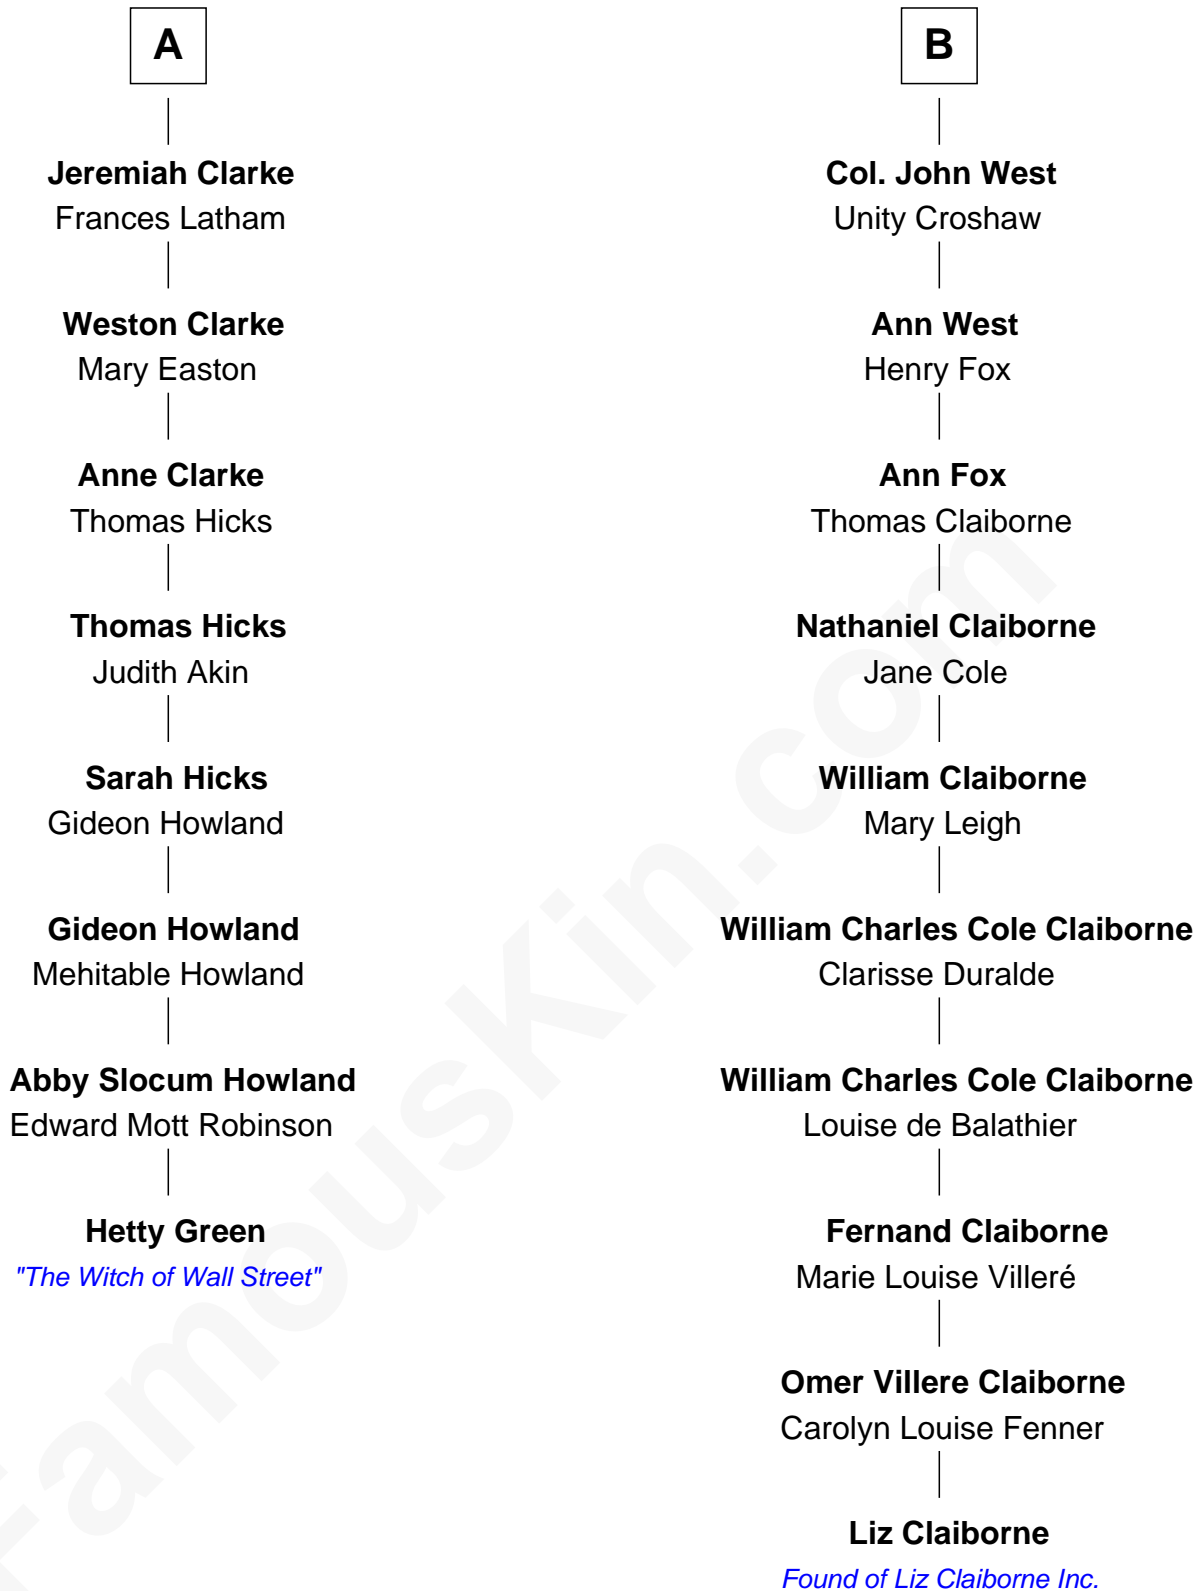 A
Jeremiah Clarke
Frances Latham
Weston Clarke
Mary Easton
Anne Clarke
Thomas Hicks
Thomas Hicks
Judith Akin
Sarah Hicks
Gideon Howland
Gideon Howland
Mehitable Howland
Abby Slocum Howland
Edward Mott Robinson
Hetty Green
"The Witch of Wall Street"
B
Col. John West
Unity Croshaw
Ann West
Henry Fox
Ann Fox
Thomas Claiborne
Nathaniel Claiborne
Jane Cole
William Claiborne
Mary Leigh
William Charles Cole Claiborne
Clarisse Duralde
William Charles Cole Claiborne
Louise de Balathier
Fernand Claiborne
Marie Louise Villeré
Omer Villere Claiborne
Carolyn Louise Fenner
Liz Claiborne
Found of Liz Claiborne Inc.
FamousKin.com